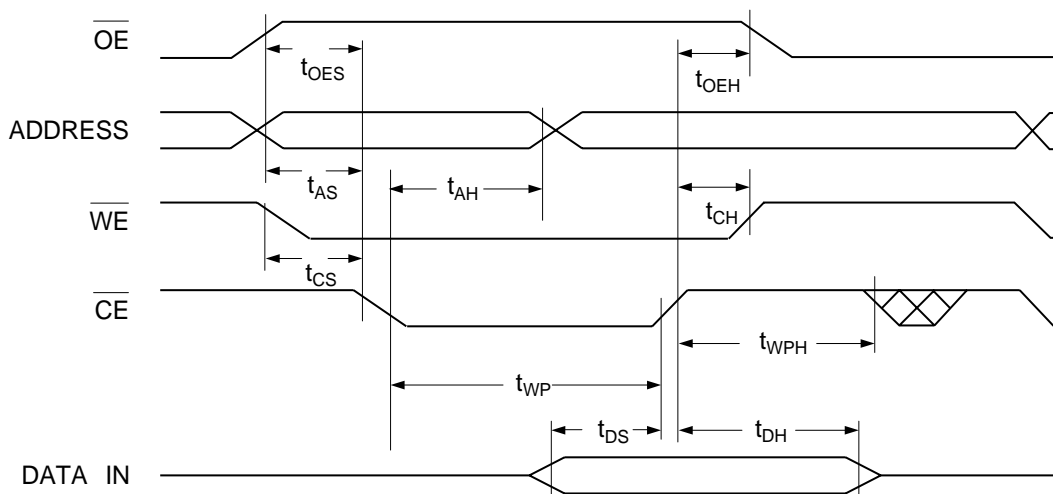 OE
tOES
tOEH
ADDRESS
tAS
tAH
tCH
WE
tCS
CE
tWPH
tWP
tDS
tDH
DATA IN